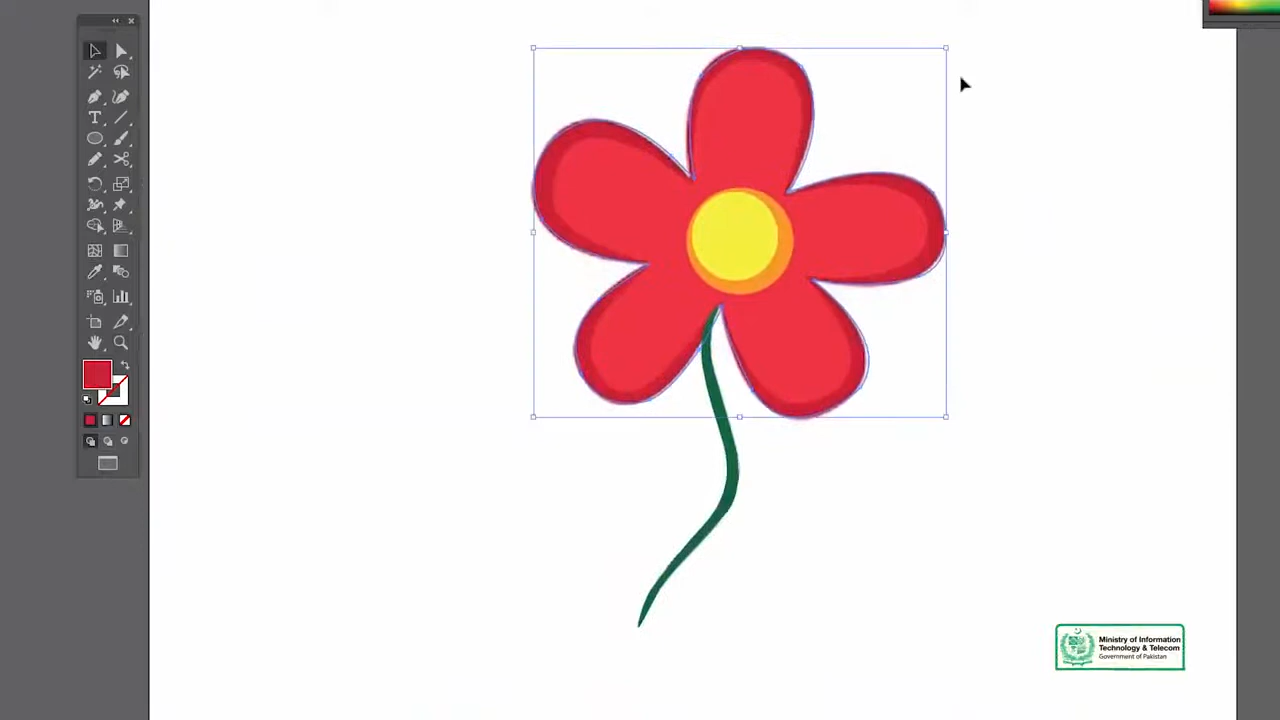 Ministry of Information
Technology & Telecom
Government of Pakistan